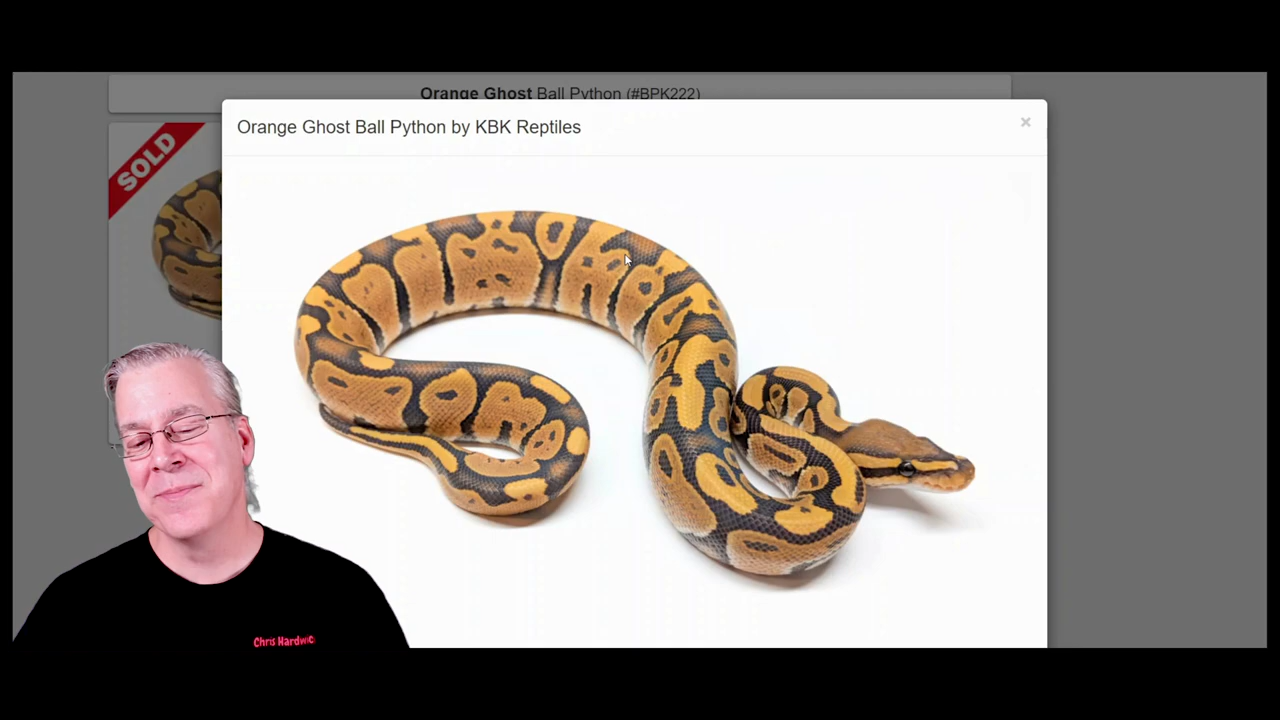 Orange Ghost Ball Python (#BPK222)
Orange Ghost Ball Python by KBK Reptiles
×
SOLD
Chris Hardwic